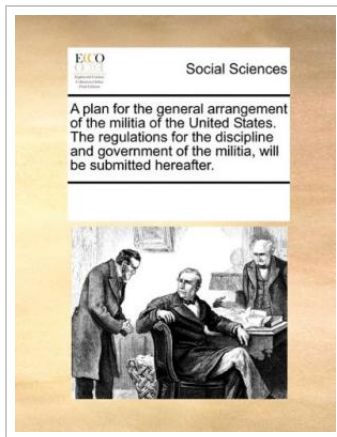 ECCO
Social Sciences
A plan for the general arrangement
of the militia of the United States.
The regulations for the discipline
and government of the militia, will
be submitted hereafter.